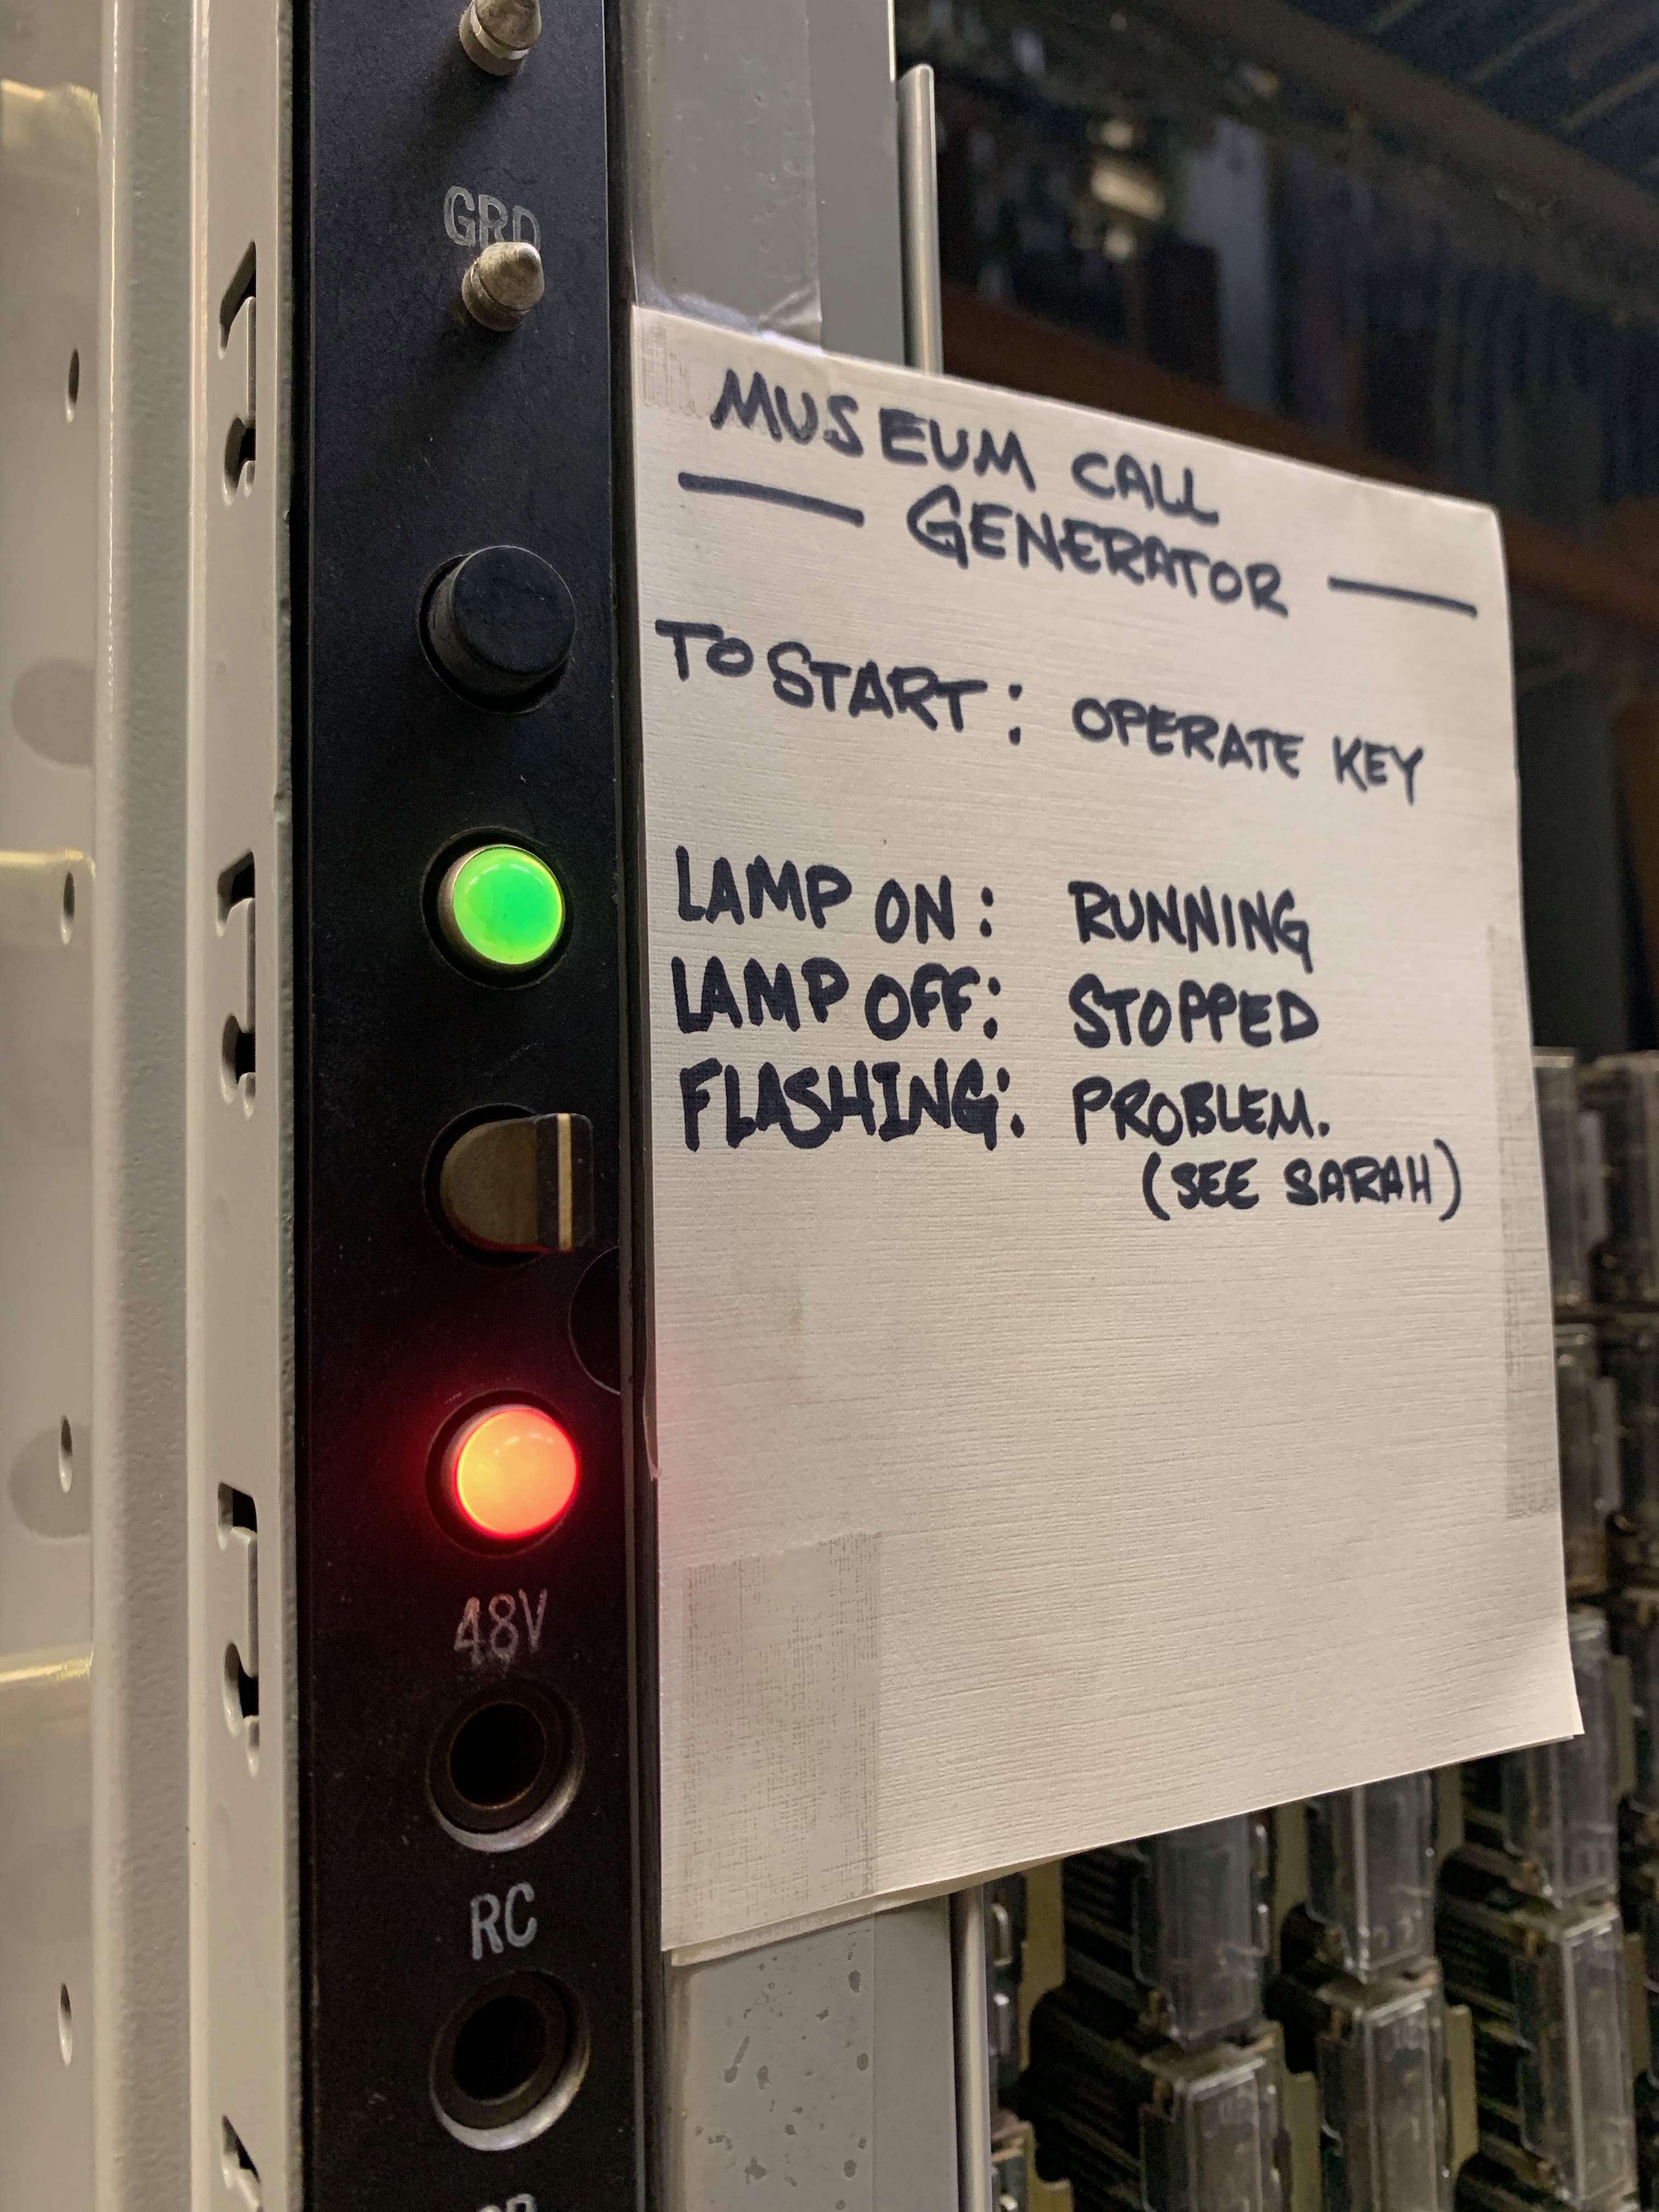 GRD
MUSEUM CALL
GENERATOR
TO START: OPERATE KEY
LAMP ON: RUNNING
LAMP OFF: STOPPED
FLASHING: PROBLEM.
(SEE SARAH)
48V
RC